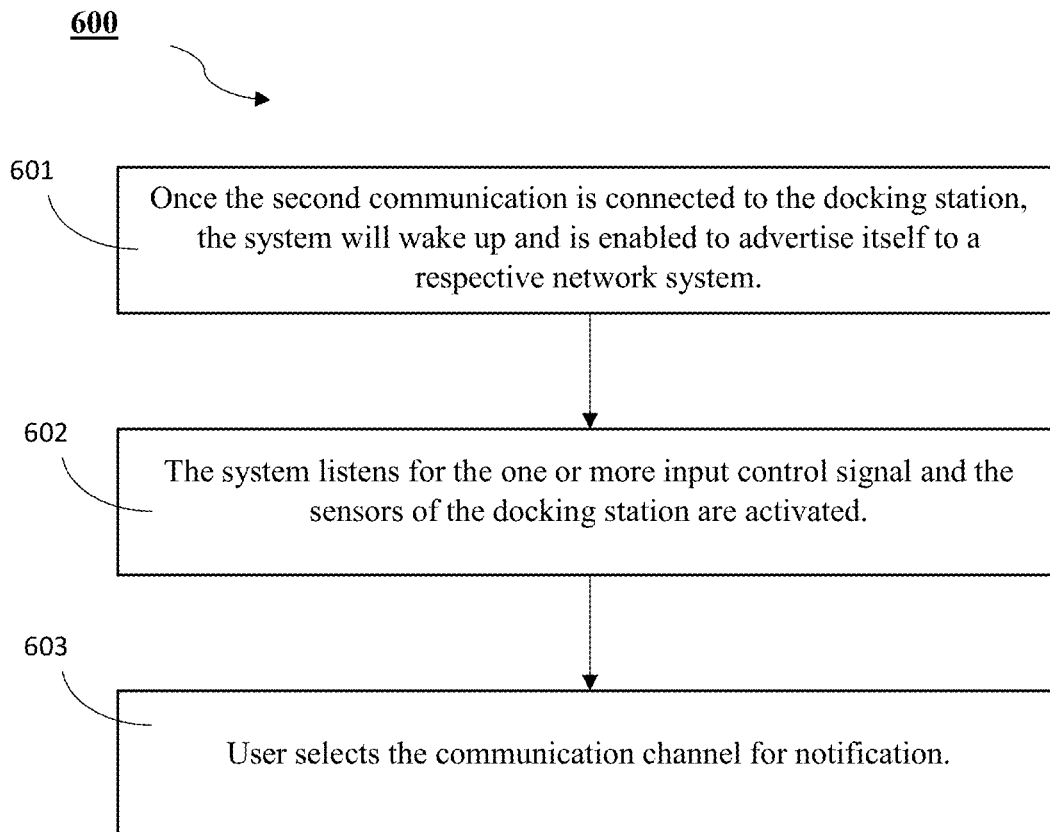 600
601
Once the second communication is connected to the docking station,
the system will wake up and is enabled to advertise itself to a
respective network system.
602
The system listens for the one or more input control signal and the
sensors of the docking station are activated.
603
User selects the communication channel for notification.